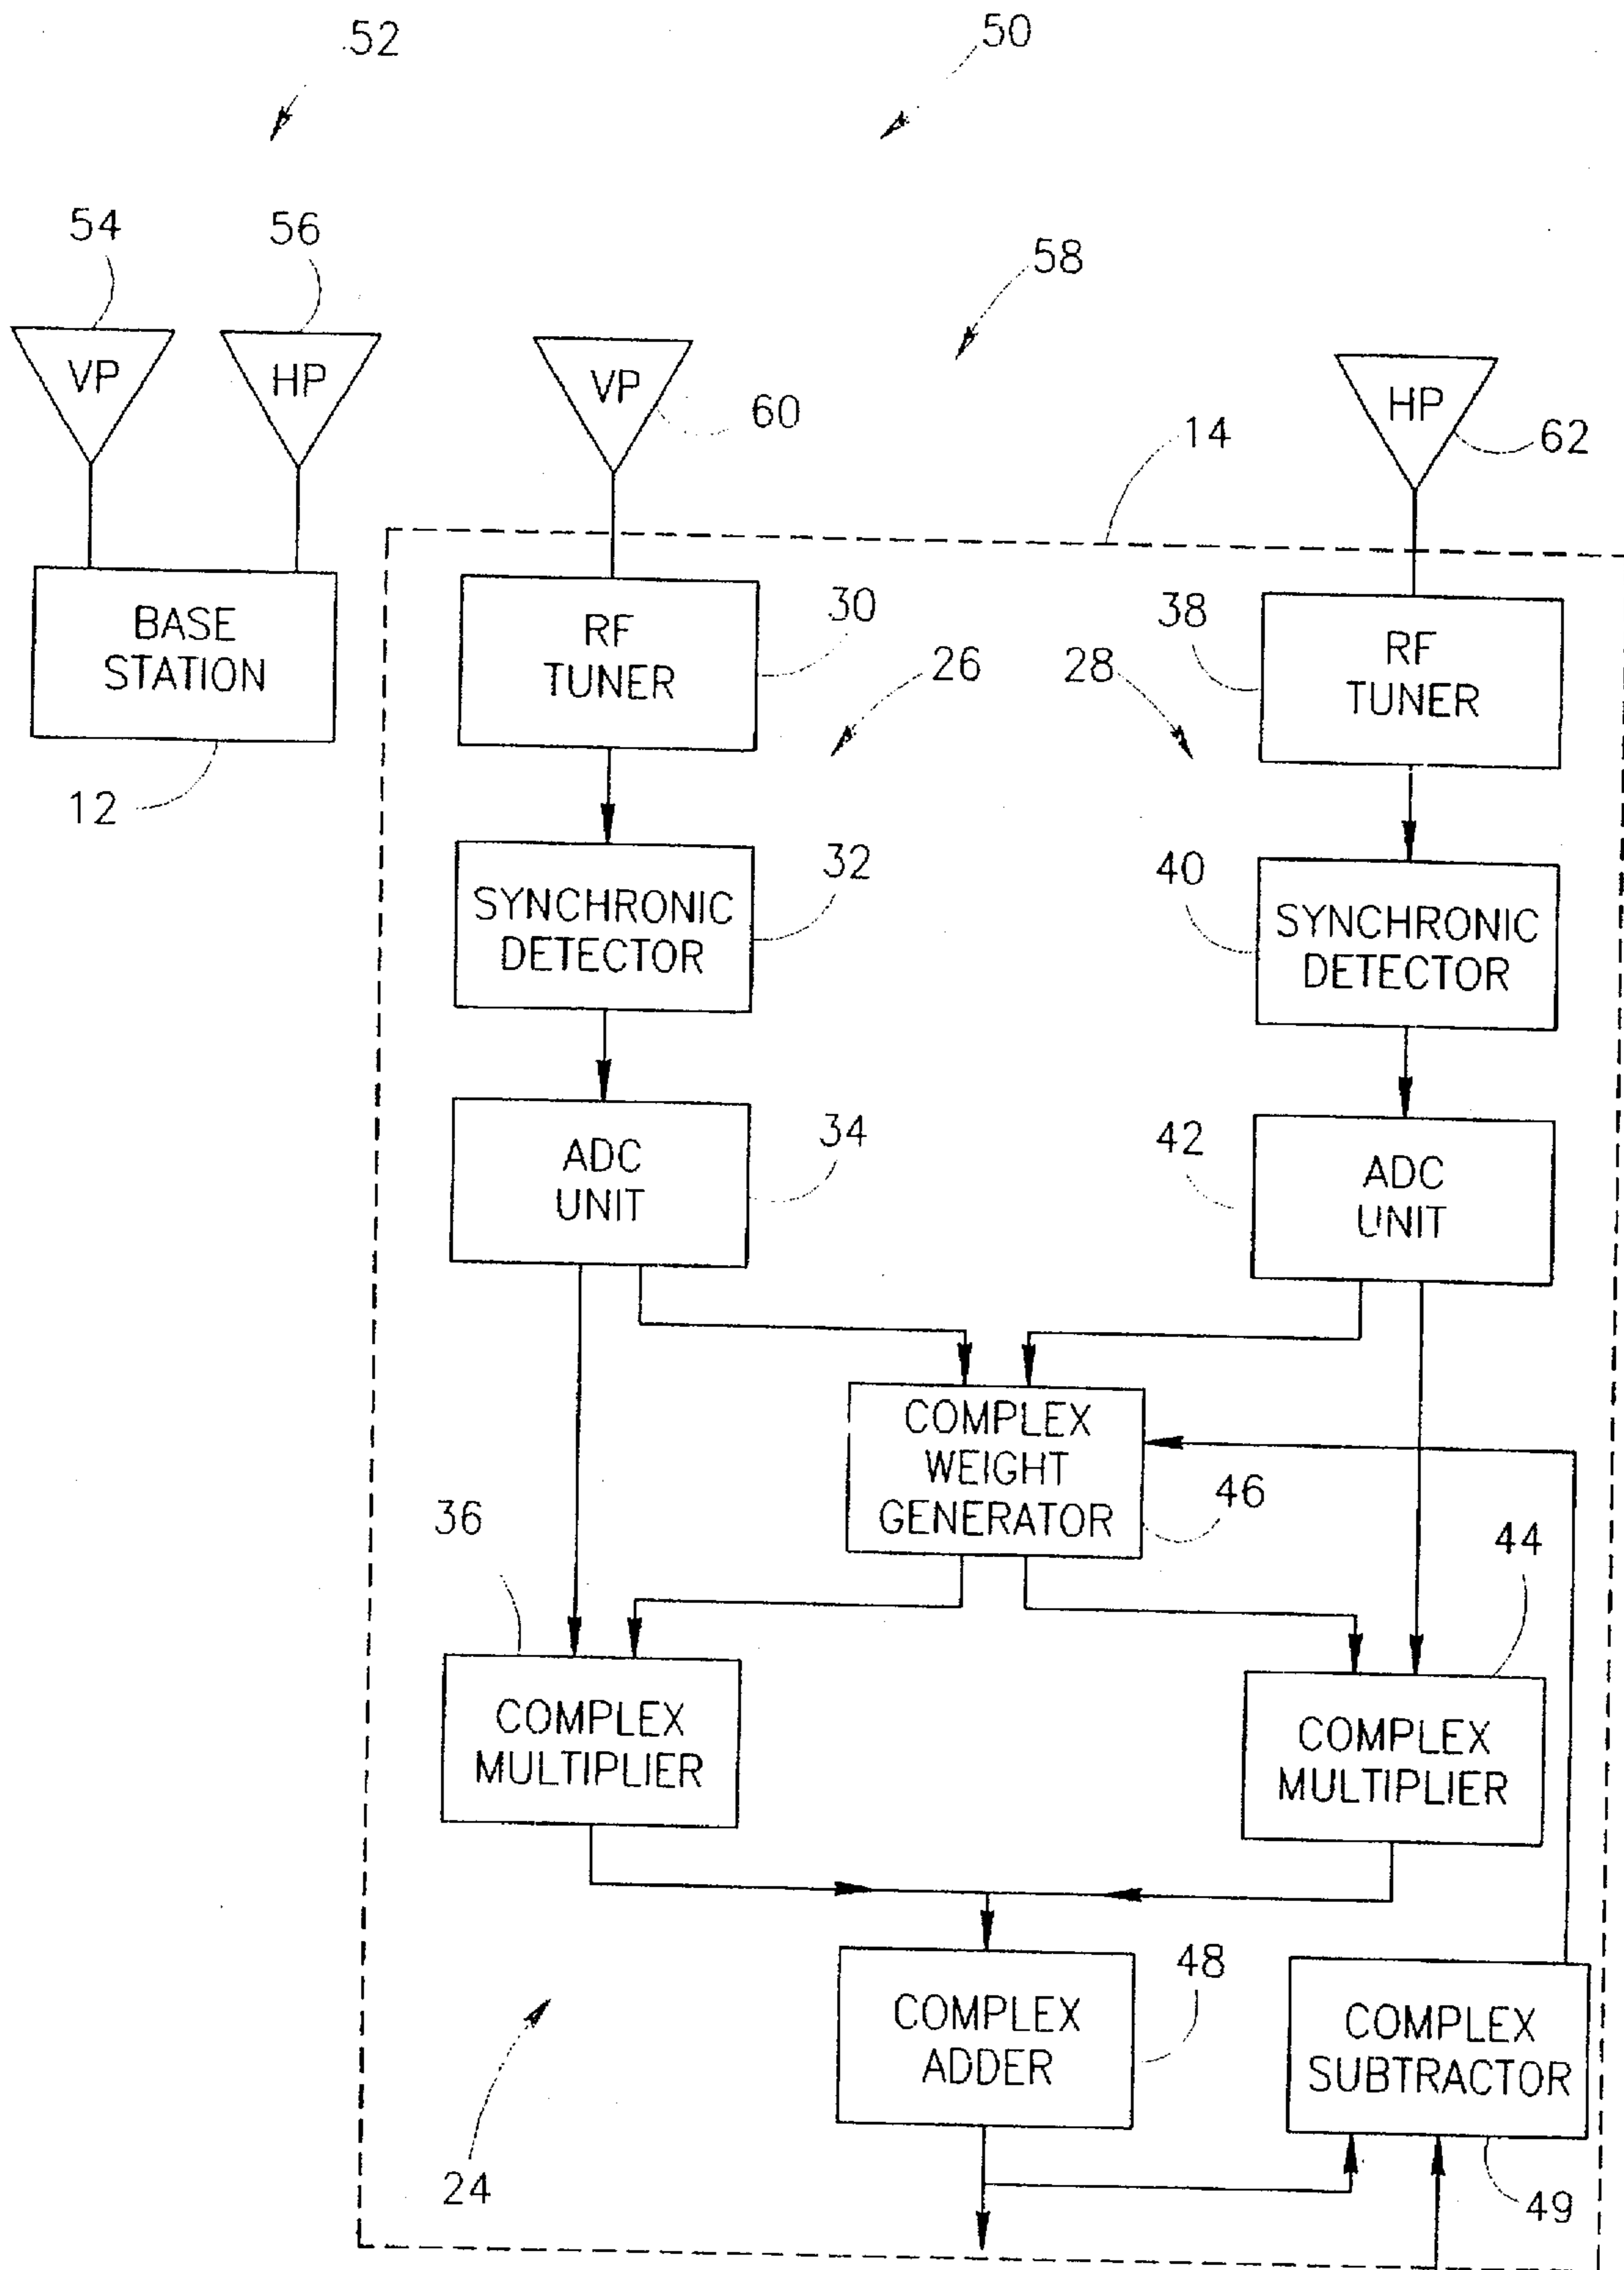 52
50
54
56
58
VP
HP
VP
60
HP
62
14
BASE
STATION
12
RF
TUNER
30
26
28
38
RF
TUNER
SYNCHRONIC
DETECTOR
32
40
SYNCHRONIC
DETECTOR
ADC
UNIT
34
42
ADC
UNIT
COMPLEX
WEIGHT
GENERATOR
46
36
44
COMPLEX
MULTIPLIER
COMPLEX
MULTIPLIER
COMPLEX
ADDER
48
COMPLEX
SUBTRACTOR
24
49